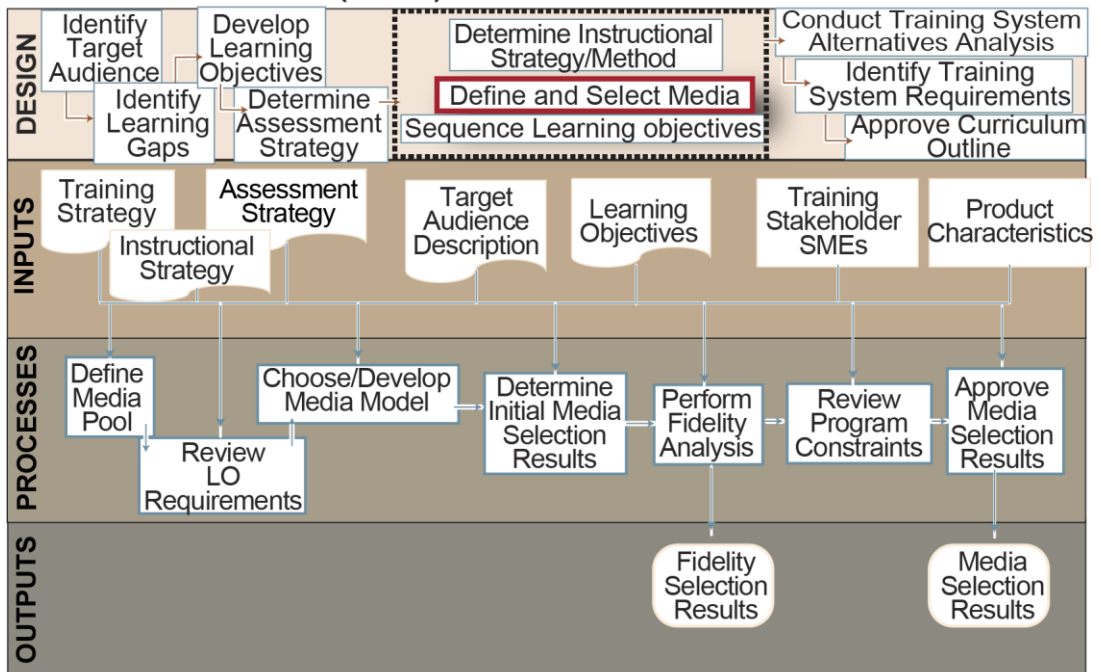 DESIGN
Identify
Target
Audience
Identify
Learning
Gaps
Develop
Learning
Objectives
Determine
Assessment
Strategy
Determine Instructional
Strategy/Method
Define and Select Media
Sequence Learning objectives
Conduct Training System
Alternatives Analysis
Identify Training
System Requirements
Approve Curriculum
Outline
INPUTS
Training
Strategy
Instructional
Strategy
Assessment
Strategy
Target
Audience
Description
Learning
Objectives
Training
Stakeholder
SMEs
Product
Characteristics
PROCESSES
Define
Media
Pool
Review
LO
Requirements
Choose/Develop
Media Model
Determine
Initial Media
Selection
Results
Perform
Fidelity
Analysis
Review
Program
Constraints
Approve
Media
Selection
Results
OUTPUTS
Fidelity
Selection
Results
Media
Selection
Results